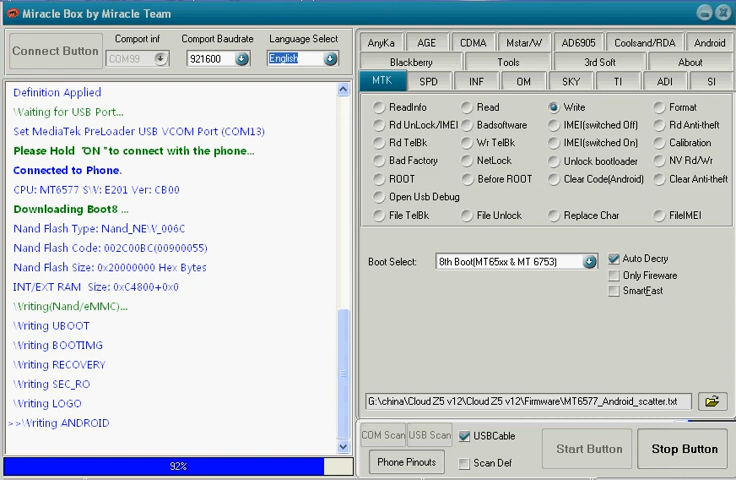 Miracle Box by Miracle Team
Connect Button
Comport inf
COM99
Comport Baudrate
921600
Language Select
English
Definition Applied
Waiting for USB Port...
Set MediaTek PreLoader USB VCOM Port (COM13)
Please Hold "ON "to connect with the phone...
Connected to Phone.
CPU: MT6577 SW: E201 Ver: CB00
Downloading Boot8 ...
Nand Flash Type: Nand_NEW_006C
Nand Flash Code: 002C00BC(00900055)
Nand Flash Size: 0x20000000 Hex Bytes
INT/EXT RAM  Size: 0xC4800+0x0
Writing(Nand/eMMC)...
Writing UBOOT
Writing BOOTIMG
Writing RECOVERY
Writing SEC_RO
Writing LOGO
>>Writing ANDROID
92%
AnyKa AGE CDMA Mstar/W AD6905 Coolsand/RDA Android
Blackberry Tools 3rd Soft About
MTK SPD INF OM SKY TI ADI SI
ReadInfo Read Write Format
Rd UnLock/IMEI Badsoftware IMEI(switched Off) Rd Anti-theft
Rd TelBk Wr TelBk IMEI(switched On) Calibration
Bad Factory NetLock Unlock bootloader NV Rd/Wr
ROOT Before ROOT Clear Code(Android) Clear Anti-theft
Open Usb Debug
File TelBk File Unlock Replace Char FileIMEI
Boot Select: 8th Boot(MT65xx & MT 6753)
Auto Decry
Only Fireware
SmartEast
G:\china\Cloud Z5 v12\Cloud Z5 v12\Firmware\MT6577_Android_scatter.txt
COM Scan USB Scan USBCable
Phone Pinouts Scan Def
Start Button
Stop Button